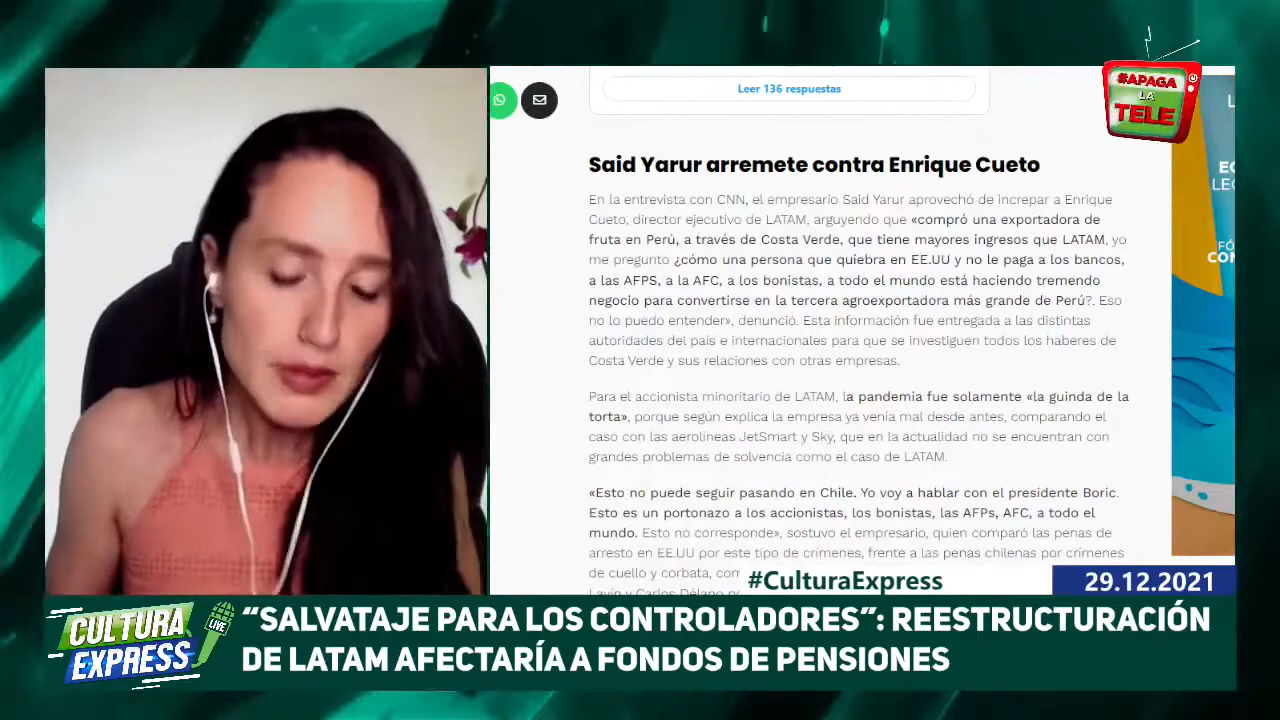 #APAGA
LA
TELE
Leer 136 respuestas
Said Yarur arremete contra Enrique Cueto
En la entrevista con CNN, el empresario Said Yarur aprovechó de increpar a Enrique
Cueto, director ejecutivo de LATAM, arguyendo que «compró una exportadora de
fruta en Perú, a través de Costa Verde, que tiene mayores ingresos que LATAM, yo
me pregunto ¿cómo una persona que quiebra en EE.UU y no le paga a los bancos,
a las AFPS, a la AFC, a los bonistas, a todo el mundo está haciendo tremendo
negocio para convertirse en la tercera agroexportadora más grande de Perú?. Eso
no lo puedo entender», denunció. Esta información fue entregada a las distintas
autoridades del país e internacionales para que se investiguen todos los haberes de
Costa Verde y sus relaciones con otras empresas.
Para el accionista minoritario de LATAM, la pandemia fue solamente «la guinda de la
torta», porque según explica la empresa ya venía mal desde antes, comparando el
caso con las aerolíneas JetSmart y Sky, que en la actualidad no se encuentran con
grandes problemas de solvencia como el caso de LATAM.
«Esto no puede seguir pasando en Chile. Yo voy a hablar con el presidente Boric.
Esto es un portonazo a los accionistas, los bonistas, las AFPs, AFC, a todo el
mundo. Esto no corresponde», sostuvo el empresario, quien comparó las penas de
arresto en EE.UU por este tipo de crímenes, frente a las penas chilenas por crímenes
de cuello y corbata, com
Lavín y Carlos Délano
#CulturaExpress
29.12.2021
CULTURA
EXPRESS
LIVE
“SALVATAJE PARA LOS CONTROLADORES”: REESTRUCTURACIÓN
DE LATAM AFECTARÍA A FONDOS DE PENSIONES